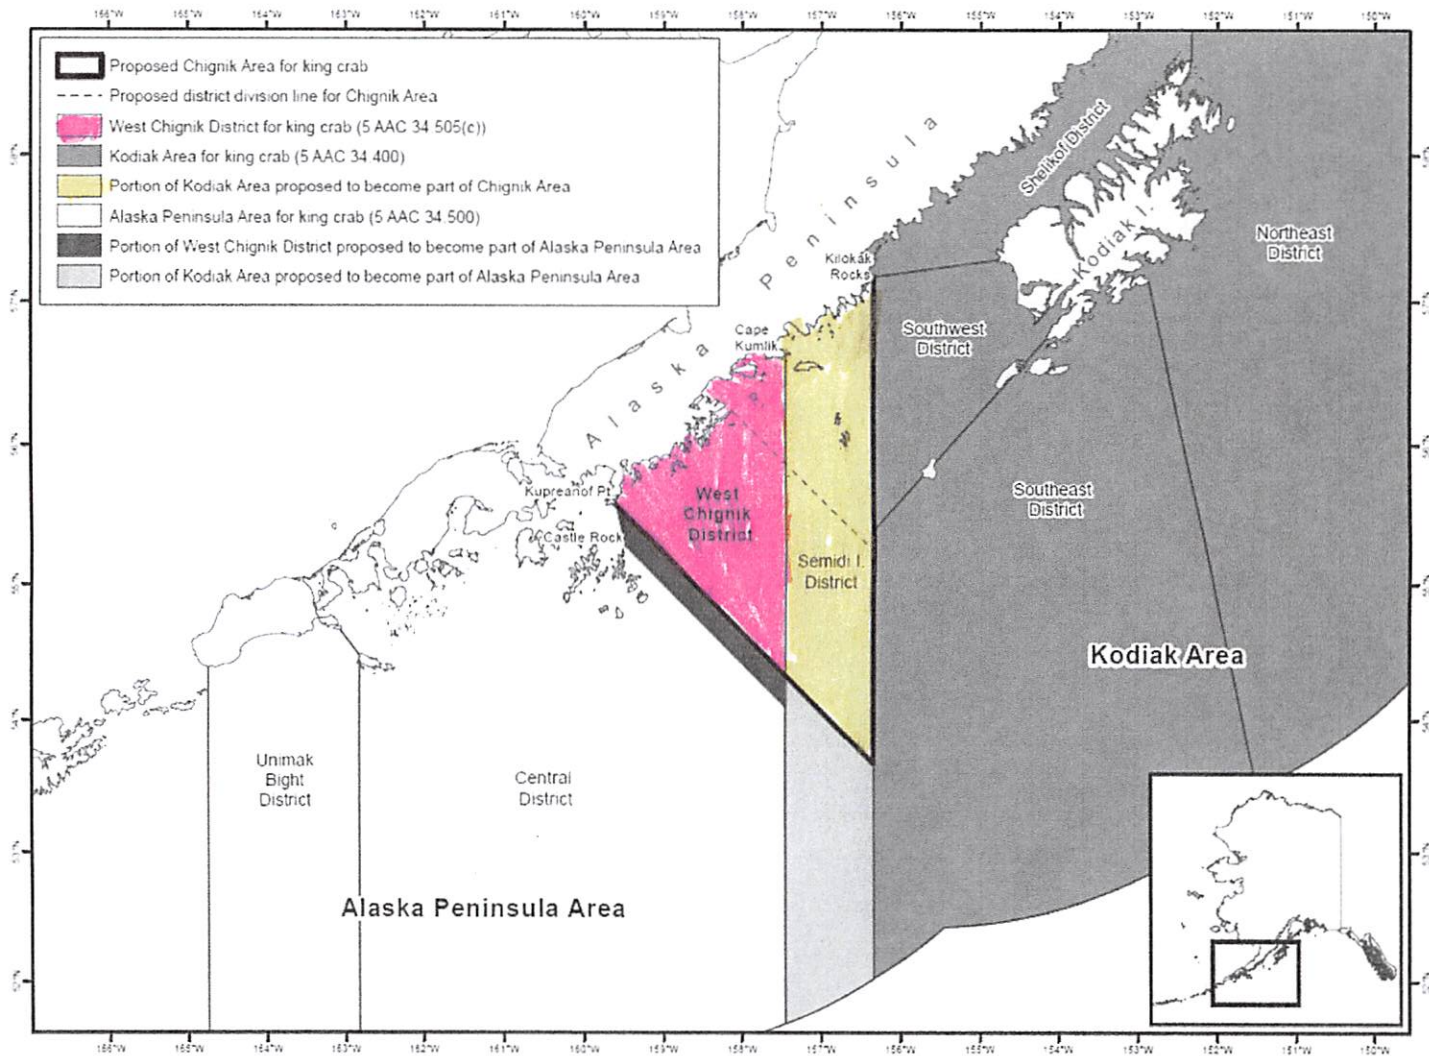 Proposed Chignik Area for king crab
Proposed district division line for Chignik Area
West Chignik District for king crab (5 AAC 34 505(c))
Kodiak Area for king crab (5 AAC 34 400)
Portion of Kodiak Area proposed to become part of Chignik Area
Alaska Peninsula Area for king crab (5 AAC 34.500)
Portion of West Chignik District proposed to become part of Alaska Peninsula Area
Portion of Kodiak Area proposed to become part of Alaska Peninsula Area
Shelikof District
Kodiak I.
Northeast
District
Alaska Peninsula
Kilokak
Rocks
Southwest
District
Cape
Kumlik
Kupreanof Pt.
Castle Rock
West
Chignik
District
Southeast
District
Semidi I.
District
Kodiak Area
Unimak
Bight
District
Central
District
Alaska Peninsula Area